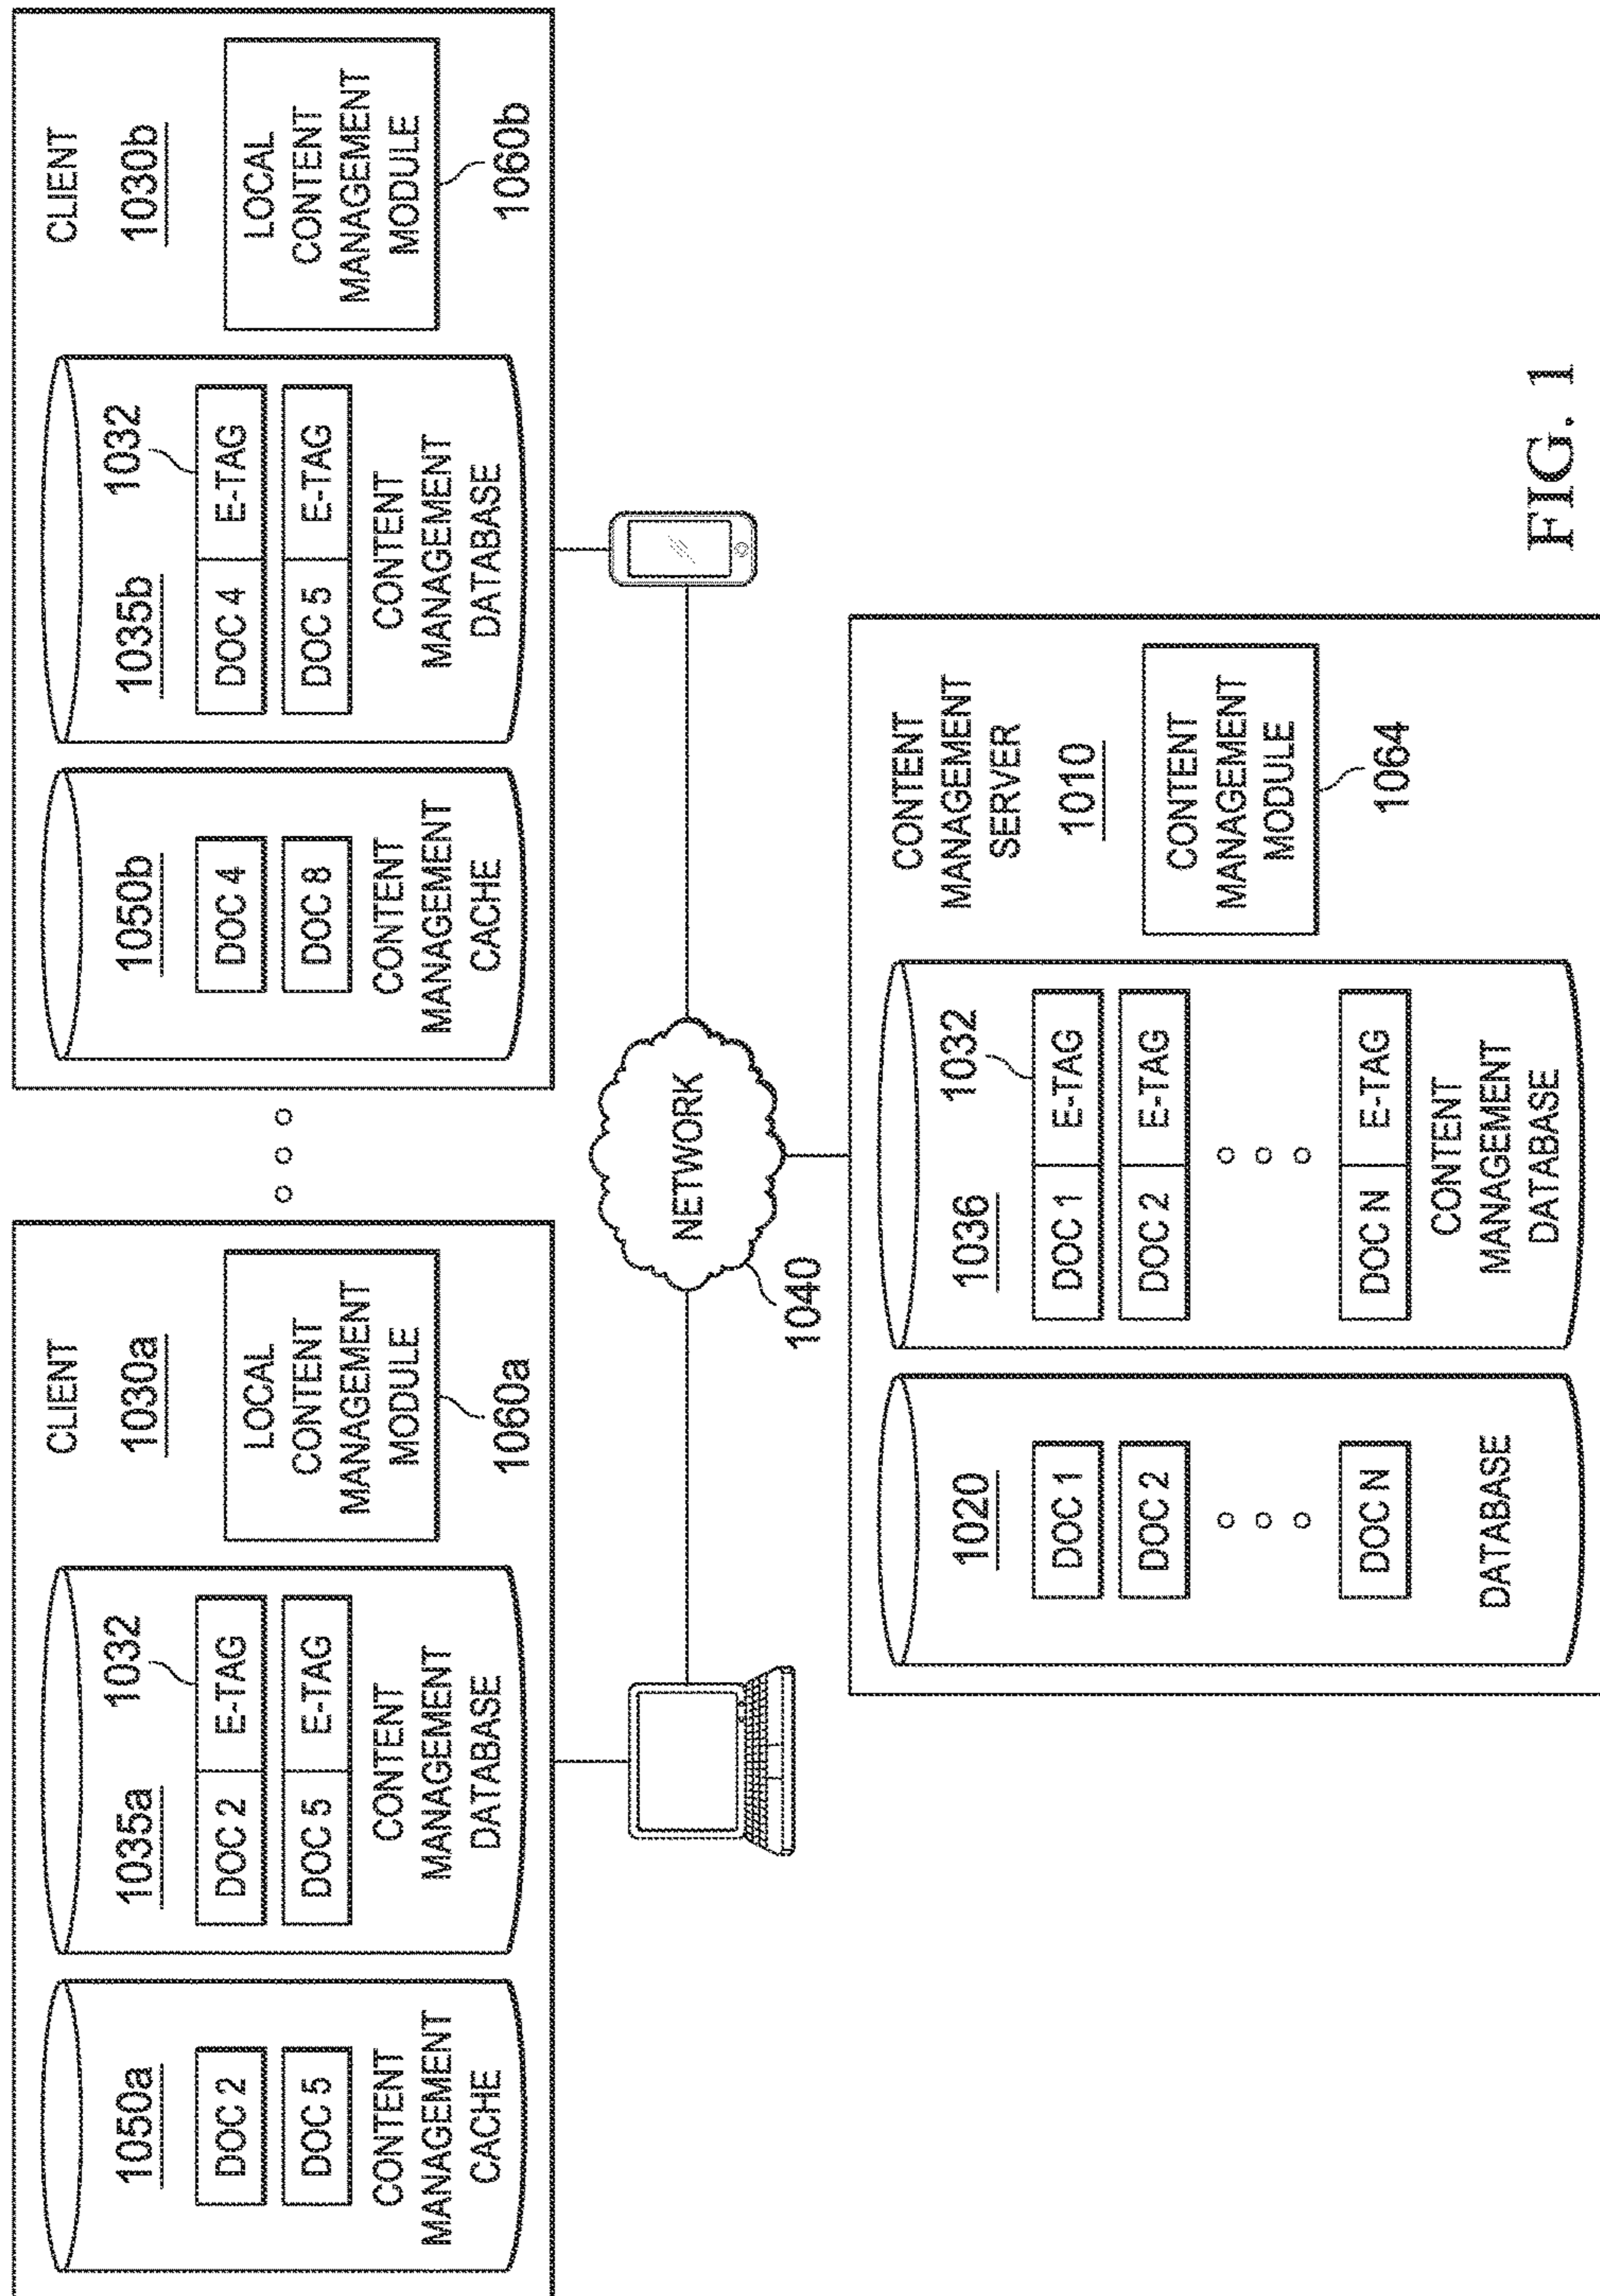 CLIENT
1030a
1050a
DOC 2
DOC 5
CONTENT
MANAGEMENT
CACHE
1035a
1032
DOC 2 E-TAG
DOC 5 E-TAG
CONTENT
MANAGEMENT
DATABASE
LOCAL
CONTENT
MANAGEMENT
MODULE
1060a
CLIENT
1030b
1050b
DOC 4
DOC 8
CONTENT
MANAGEMENT
CACHE
1035b
1032
DOC 4 E-TAG
DOC 5 E-TAG
CONTENT
MANAGEMENT
DATABASE
LOCAL
CONTENT
MANAGEMENT
MODULE
1060b
NETWORK
1040
1020
DOC 1
DOC 2
DOC N
DATABASE
1036
1032
DOC 1 E-TAG
DOC 2 E-TAG
DOC N E-TAG
CONTENT
MANAGEMENT
DATABASE
CONTENT
MANAGEMENT
SERVER
1010
CONTENT
MANAGEMENT
MODULE
1064
FIG. 1